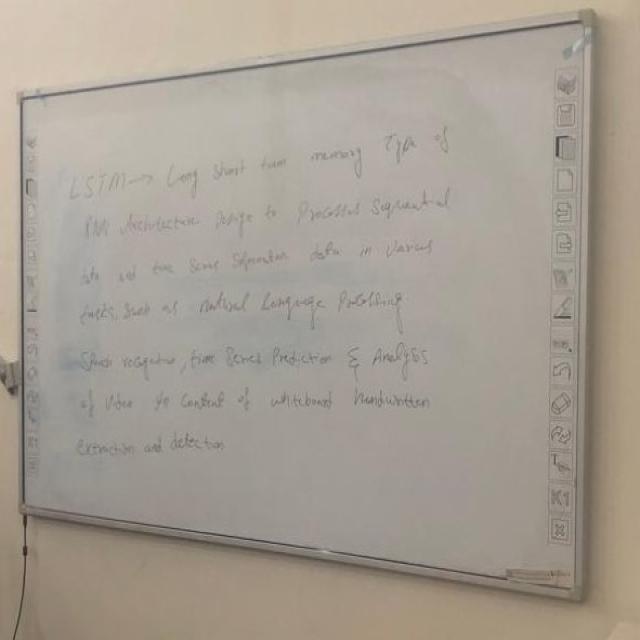 LSTM → Long Short term memory Type of
RNN Architecture Design to Process Sequential
data and time Series data in various
tasks, such as natural Language Processing
Speech recognition, time Series Prediction & Analysis
of Video to content of whiteboard handwritten
extraction and detection